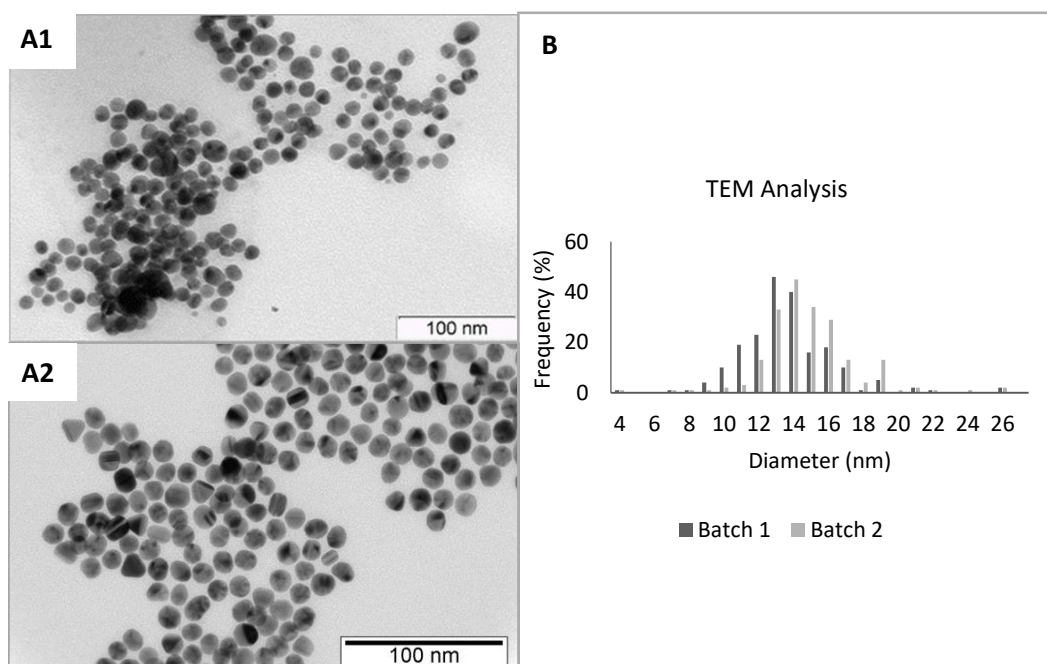 A1
100 nm
A2
100 nm
B
TEM Analysis
Frequency (%)
60
40
20
0
4 6 8 10 12 14 16 18 20 22 24 26
Diameter (nm)
Batch 1 Batch 2